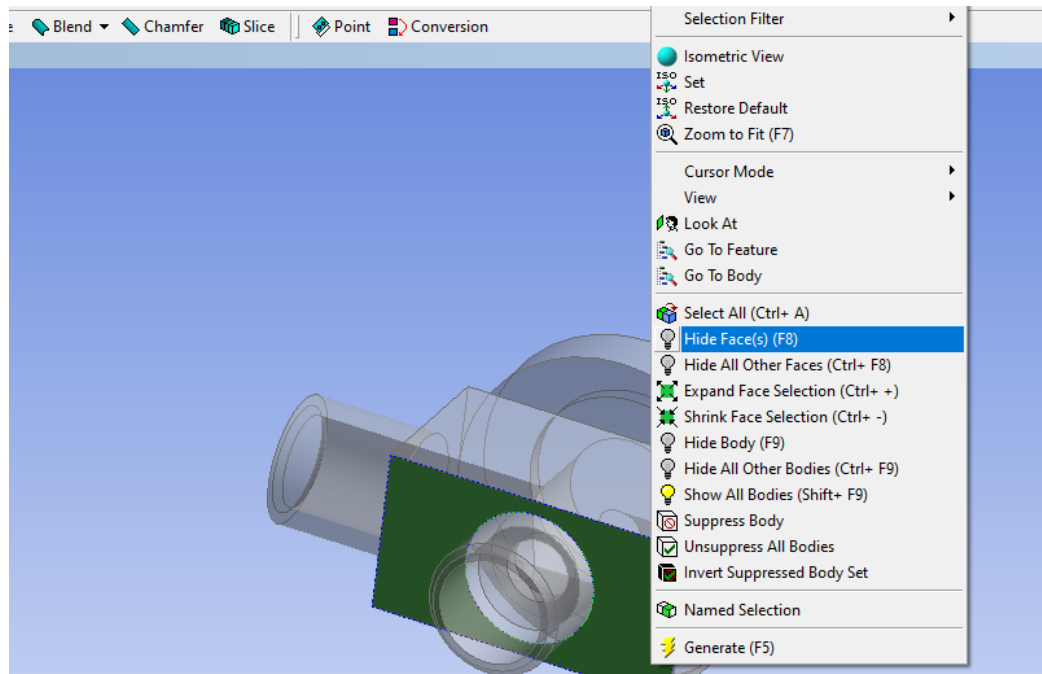 Blend
Chamfer
Slice
Point
Conversion
Selection Filter
Isometric View
ISO
Set
ISO
Restore Default
Zoom to Fit (F7)
Cursor Mode
View
Look At
Go To Feature
Go To Body
Select All (Ctrl+ A)
Hide Face(s) (F8)
Hide All Other Faces (Ctrl+ F8)
Expand Face Selection (Ctrl+ +)
Shrink Face Selection (Ctrl+ -)
Hide Body (F9)
Hide All Other Bodies (Ctrl+ F9)
Show All Bodies (Shift+ F9)
Suppress Body
Unsuppress All Bodies
Invert Suppressed Body Set
Named Selection
Generate (F5)